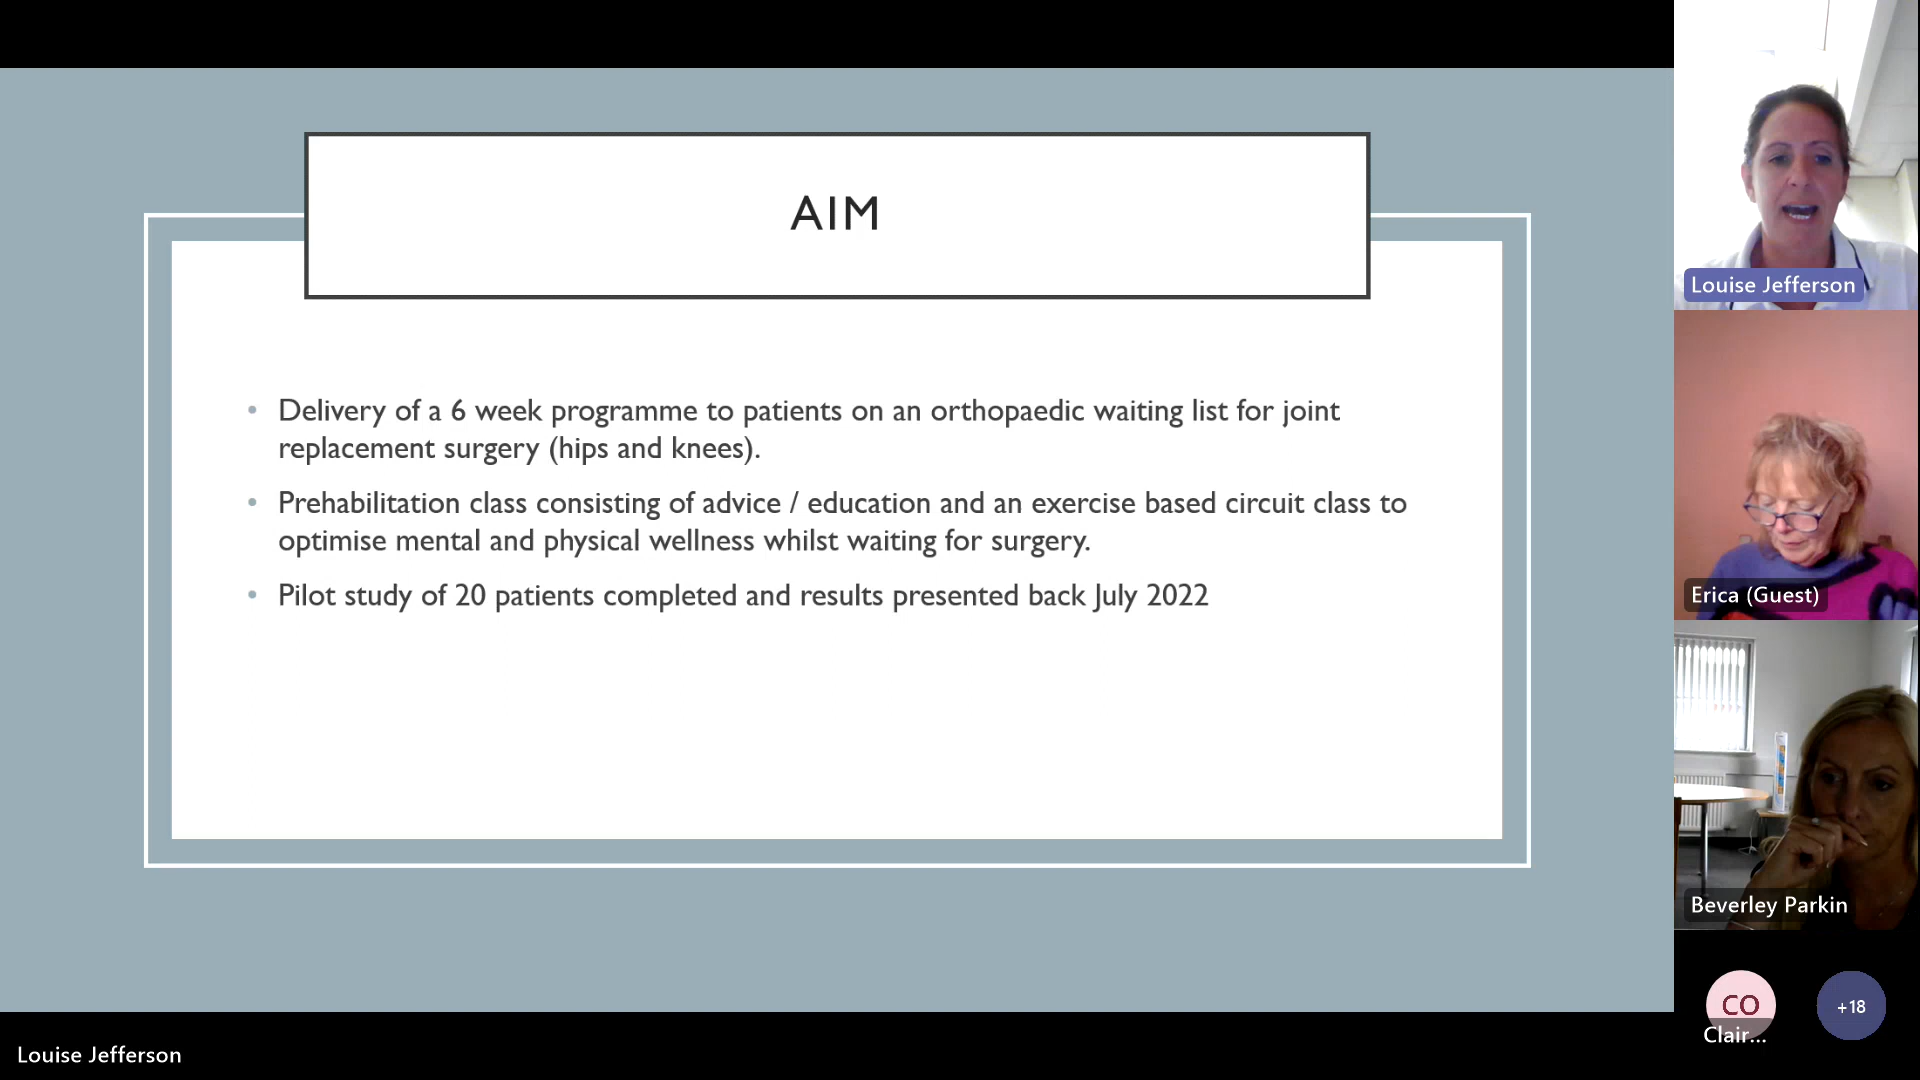 AIM
• Delivery of a 6 week programme to patients on an orthopaedic waiting list for joint
replacement surgery (hips and knees).
• Prehabilitation class consisting of advice / education and an exercise based circuit class to
optimise mental and physical wellness whilst waiting for surgery.
• Pilot study of 20 patients completed and results presented back July 2022
Louise Jefferson
Erica (Guest)
Beverley Parkin
CO
Clair...
+18
Louise Jefferson